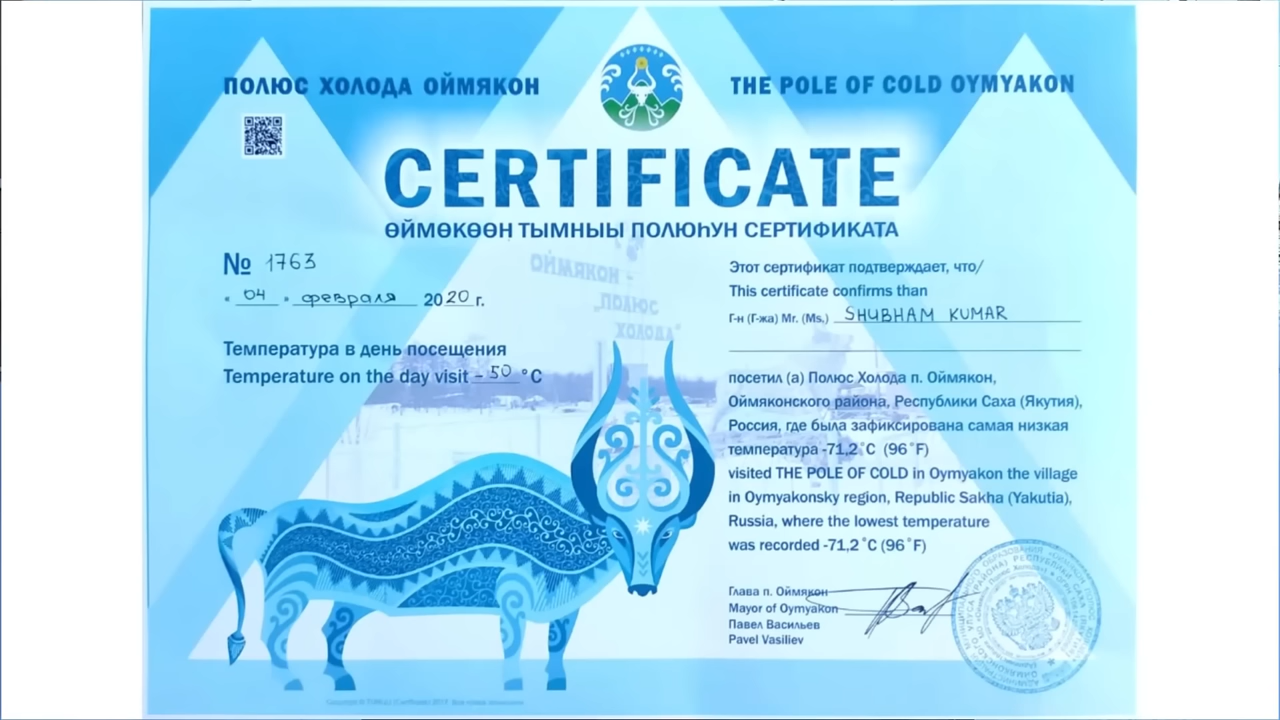 ПОЛЮС ХОЛОДА ОЙМЯКОН
THE POLE OF COLD OYMYAKON
CERTIFICATE
ӨЙМӨКӨӨН ТЫМНЫЫ ПОЛЮҺУН СЕРТИФИКАТА
№ 1763
" 04 " февраля 2020 г.
Температура в день посещения
Temperature on the day visit – 50 °C
ОЙМЯКОН -
"ПОЛЮС
ХОЛОДА"
Этот сертификат подтверждает, что/
This certificate confirms than
Г-н (Г-жа) Mr. (Ms.) SHUBHAM KUMAR
посетил (а) Полюс Холода п. Оймякон,
Оймяконского района, Республики Саха (Якутия),
Россия, где была зафиксирована самая низкая
температура -71,2˚C (96˚F)
visited THE POLE OF COLD in Oymyakon the village
in Oymyakonsky region, Republic Sakha (Yakutia),
Russia, where the lowest temperature
was recorded -71,2˚C (96˚F)
Глава п. Оймякон
Mayor of Oymyakon
Павел Васильев
Pavel Vasiliev